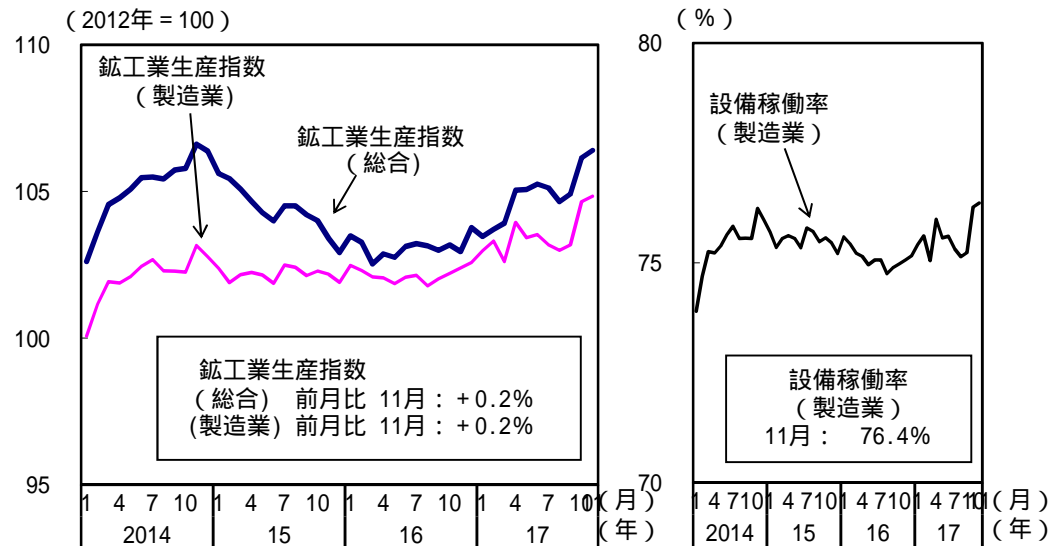 （2012年＝100）
110
105
100
95
鉱工業生産指数
（製造業)
鉱工業生産指数
（総合）
鉱工業生産指数
（総合） 前月比 11月：+0.2%
(製造業) 前月比 11月：+0.2%
1 4 7 10 1 4 7 10 1 4 7 10 1 4 7 10 11（月）
2014 15 16 17 （年）
（%）
80
75
70
設備稼働率
（製造業）
設備稼働率
（製造業）
11月： 76.4%
1 4 7 10 1 4 7 10 1 4 7 10 1 4 7 10 11（月）
2014 15 16 17 （年）